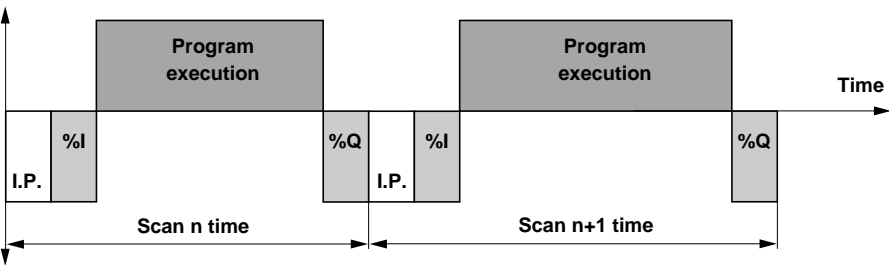 Program
execution
Program
execution
Time
%I
%Q
%I
%Q
I.P.
I.P.
Scan n time
Scan n+1 time